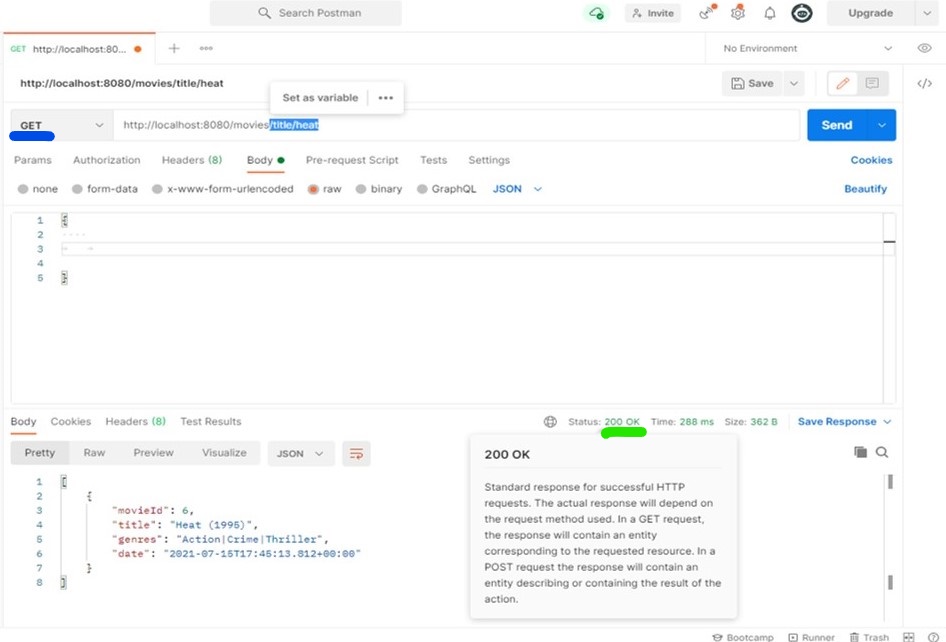 Search Postman
Invite
Upgrade
GET http://localhost:80...
No Environment
http://localhost:8080/movies/title/heat
Save
Set as variable
GET
http://localhost:8080/movies/title/heat
Send
Params Authorization Headers (8) Body Pre-request Script Tests Settings Cookies
none form-data x-www-form-urlencoded raw binary GraphQL JSON Beautify
1 {
2
3
4
5 }
Body Cookies Headers (8) Test Results Status: 200 OK Time: 288 ms Size: 362 B Save Response
Pretty Raw Preview Visualize JSON
1 [
2 {
3 "movieId": 6,
4 "title": "Heat (1995)",
5 "genres": "Action|Crime|Thriller",
6 "date": "2021-07-15T17:45:13.812+00:00"
7 }
8 ]
200 OK
Standard response for successful HTTP
requests. The actual response will depend on
the request method used. In a GET request,
the response will contain an entity
corresponding to the requested resource. In a
POST request the response will contain an
entity describing or containing the result of the
action.
Bootcamp Runner Trash